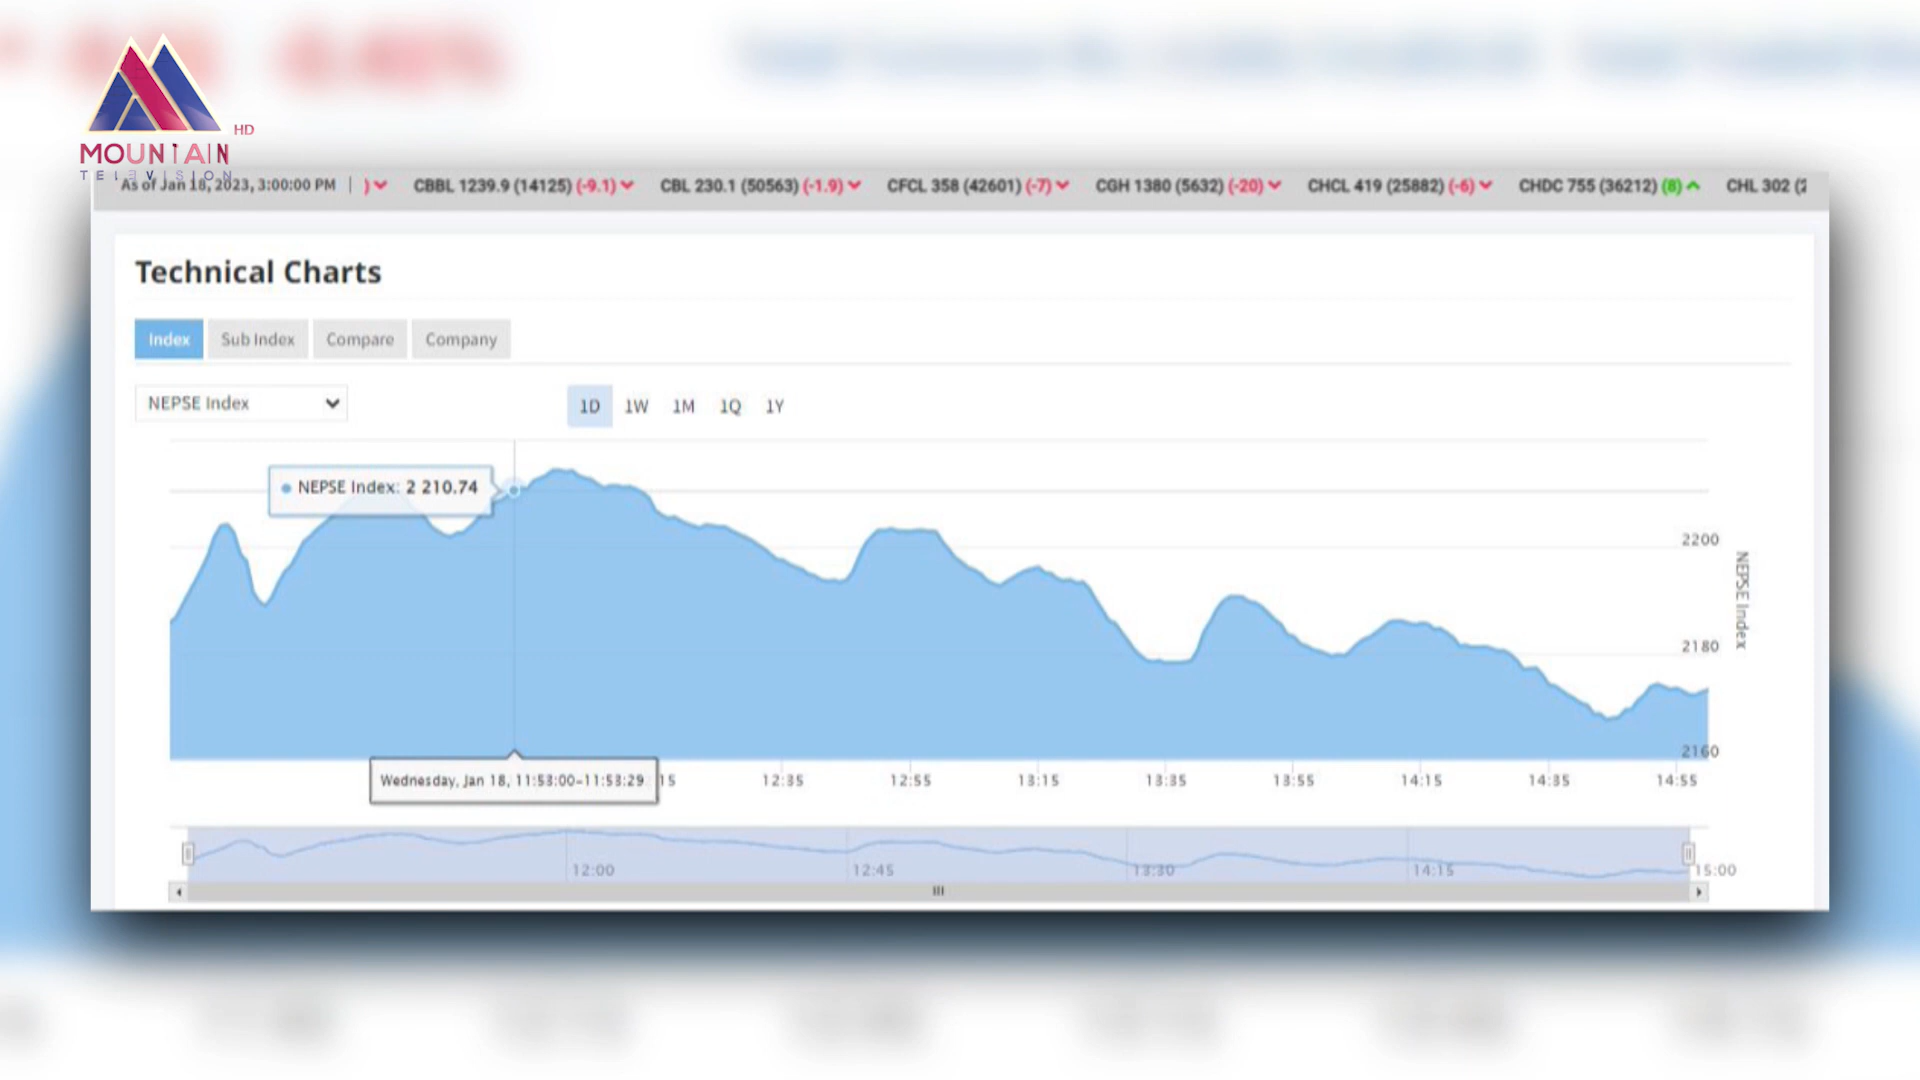 HD
MOUNTAIN
TELEVISION
As of Jan 18, 2023, 3:00:00 PM | ) CBBL 1239.9 (14125) (-9.1) CBL 230.1 (50563) (-1.9) CFCL 358 (42601) (-7) CGH 1380 (5632) (-20) CHCL 419 (25882) (-6) CHDC 755 (36212) (8) CHL 302 (2
Technical Charts
Index Sub Index Compare Company
NEPSE Index 1D 1W 1M 1Q 1Y
NEPSE Index: 2 210.74
2200
NEPSE Index
2180
2160
Wednesday, Jan 18, 11:53:00-11:53:29 15 12:35 12:55 13:15 13:35 13:55 14:15 14:35 14:55
12:00 12:45 13:30 14:15 15:00